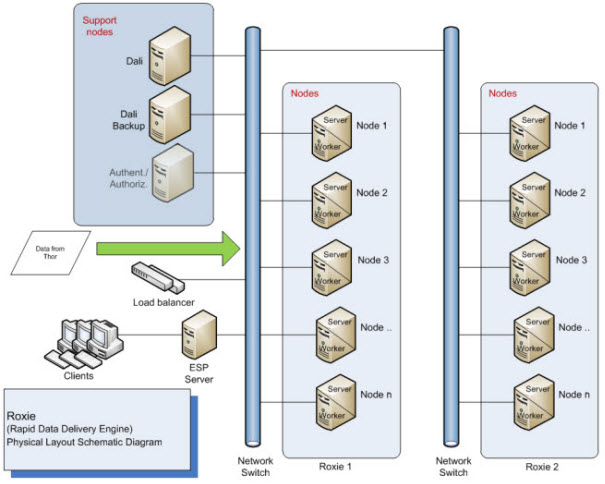 Support
nodes
Dali
Dali
Backup
Authent./
Authoriz.
Data from
Thor
Load balancer
Clients
ESP
Server
Roxie
(Rapid Data Delivery Engine)
Physical Layout Schematic Diagram
Network
Switch
Nodes
Server
Worker
Node 1
Server
Worker
Node 2
Server
Worker
Node 3
Server
Worker
Node ..
Server
Worker
Node n
Roxie 1
Network
Switch
Nodes
Server
Worker
Node 1
Server
Worker
Node 2
Server
Worker
Node 3
Server
Worker
Node ..
Server
Worker
Node n
Roxie 2